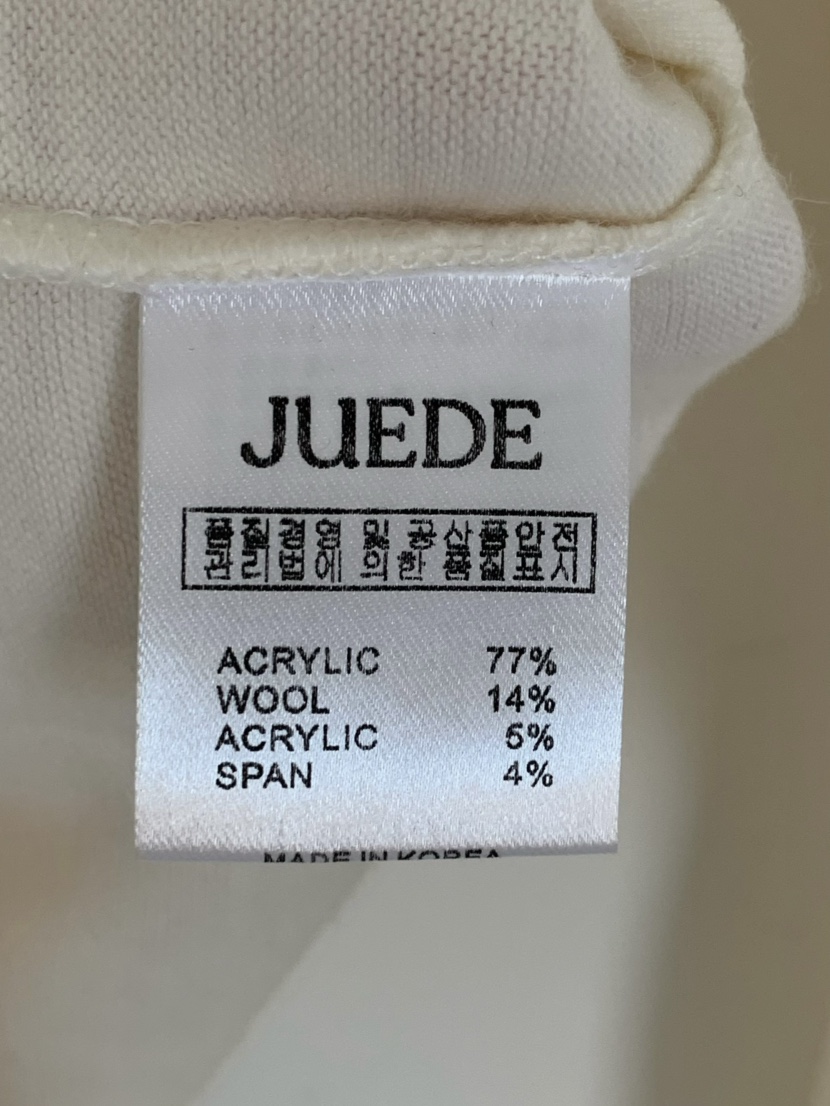 JUEDE
품질경영 및 공산품안전
관리법에 의한 품질표시
ACRYLIC 77%
WOOL 14%
ACRYLIC 5%
SPAN 4%
MADE IN KOREA